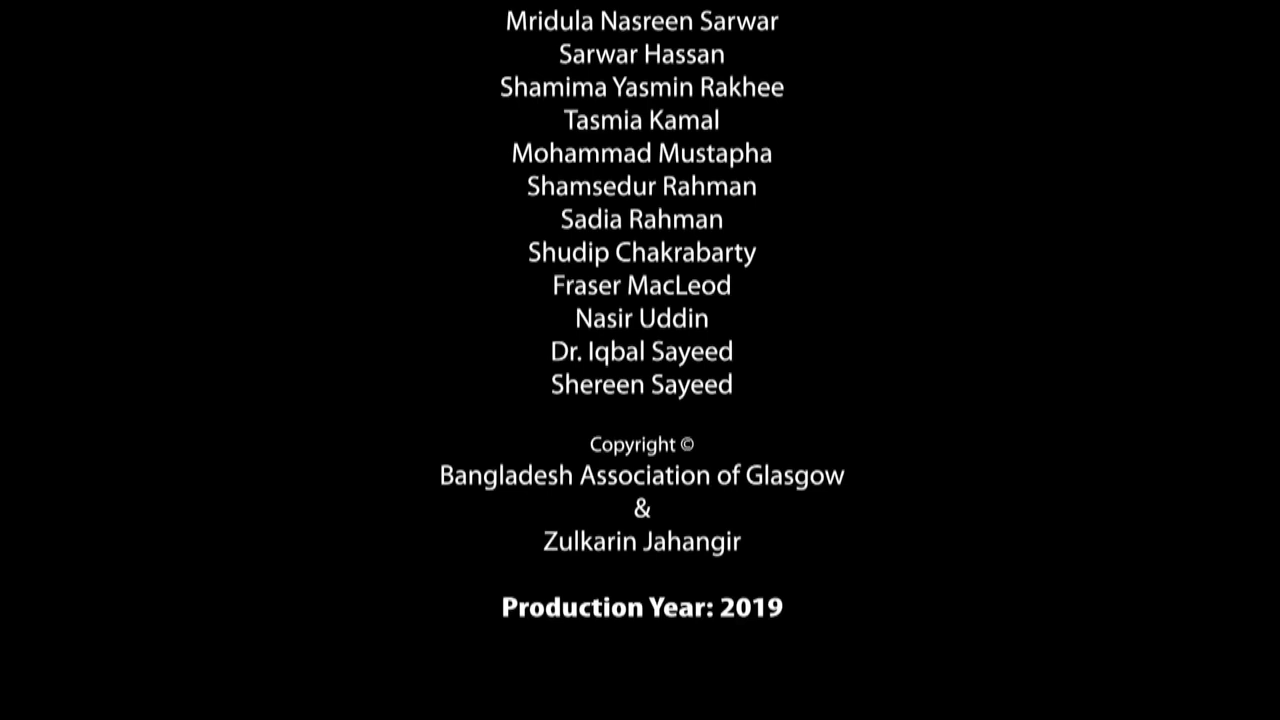 Mridula Nasreen Sarwar
Sarwar Hassan
Shamima Yasmin Rakhee
Tasmia Kamal
Mohammad Mustapha
Shamsedur Rahman
Sadia Rahman
Shudip Chakrabarty
Fraser MacLeod
Nasir Uddin
Dr. Iqbal Sayeed
Shereen Sayeed
Copyright ©
Bangladesh Association of Glasgow
&
Zulkarin Jahangir
Production Year: 2019